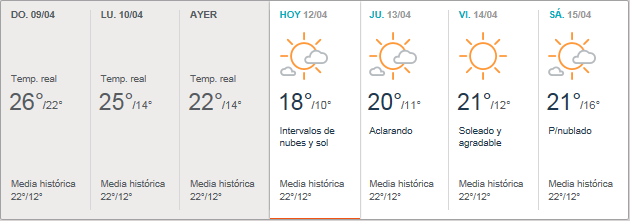 DO. 09/04
Temp. real
26°/22°
Media histórica
22°/12°
LU. 10/04
Temp. real
25°/14°
Media histórica
22°/12°
AYER
Temp. real
22°/14°
Media histórica
22°/12°
HOY 12/04
18°/10°
Intervalos de
nubes y sol
Media histórica
22°/12°
JU. 13/04
20°/11°
Aclarando
Media histórica
22°/12°
VI. 14/04
21°/12°
Soleado y
agradable
Media histórica
22°/12°
SÁ. 15/04
21°/16°
P/nublado
Media histórica
22°/12°